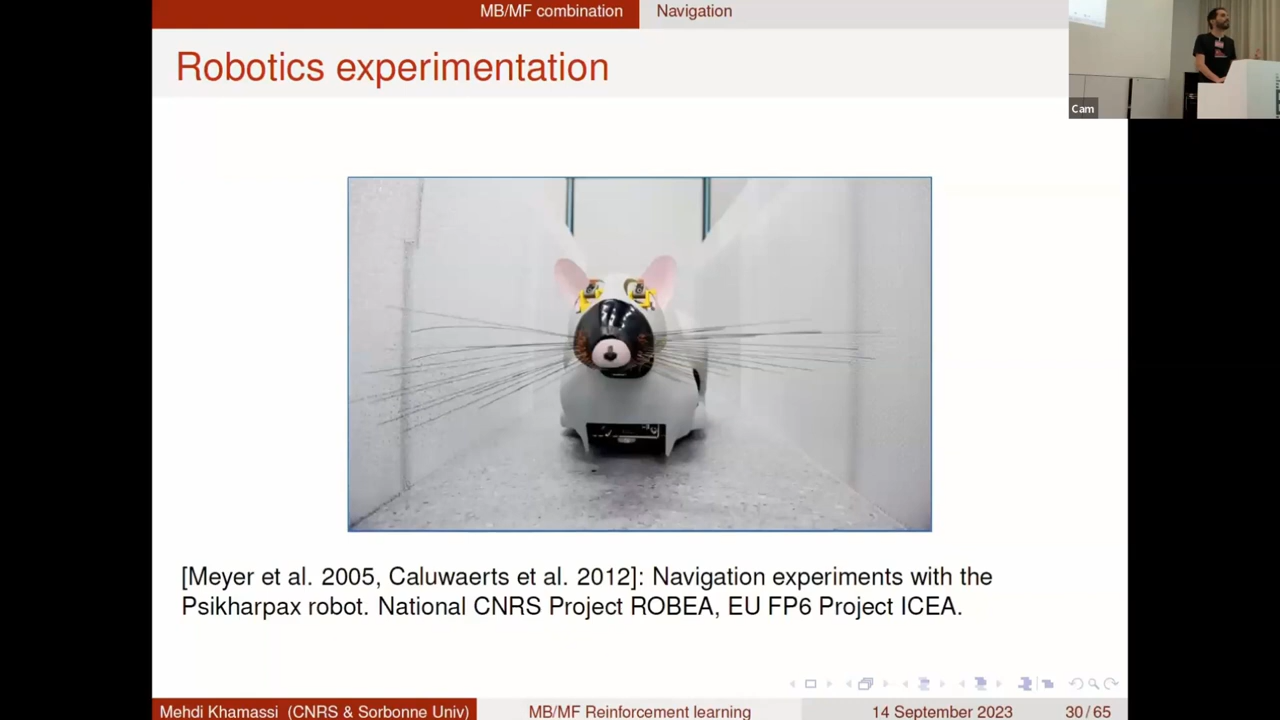 MB/MF combination Navigation
Robotics experimentation
Cam
[Meyer et al. 2005, Caluwaerts et al. 2012]: Navigation experiments with the
Psikharpax robot. National CNRS Project ROBEA, EU FP6 Project ICEA.
Mehdi Khamassi (CNRS & Sorbonne Univ) MB/MF Reinforcement learning 14 September 2023 30/65